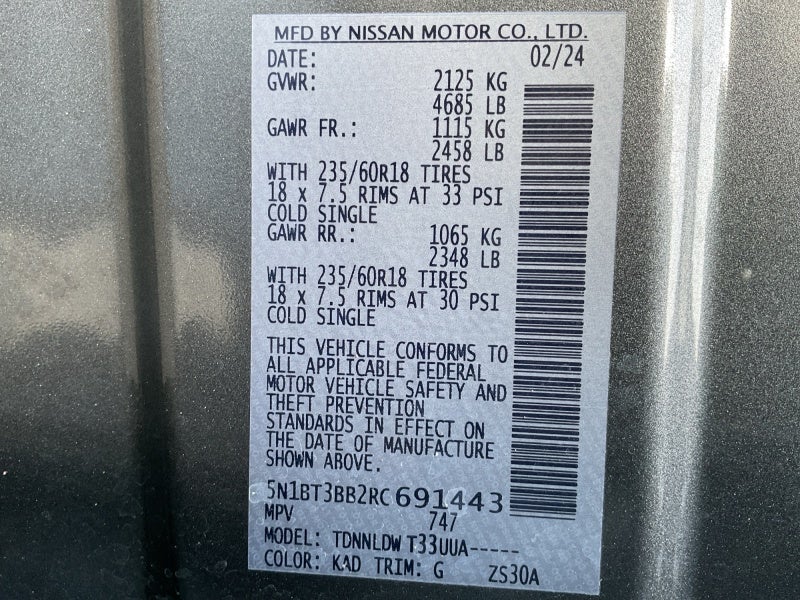 MFD BY NISSAN MOTOR CO., LTD.
DATE: 02/24
GVWR: 2125 KG
4685 LB
GAWR FR.: 1115 KG
2458 LB
WITH 235/60R18 TIRES
18 x 7.5 RIMS AT 33 PSI
COLD SINGLE
GAWR RR.: 1065 KG
2348 LB
WITH 235/60R18 TIRES
18 x 7.5 RIMS AT 30 PSI
COLD SINGLE
THIS VEHICLE CONFORMS TO
ALL APPLICABLE FEDERAL
MOTOR VEHICLE SAFETY AND
THEFT PREVENTION
STANDARDS IN EFFECT ON
THE DATE OF MANUFACTURE
SHOWN ABOVE.
5N1BT3BB2RC691443
MPV 747
MODEL: TDNNLDW T33UUA-----
COLOR: KAD TRIM: G ZS30A